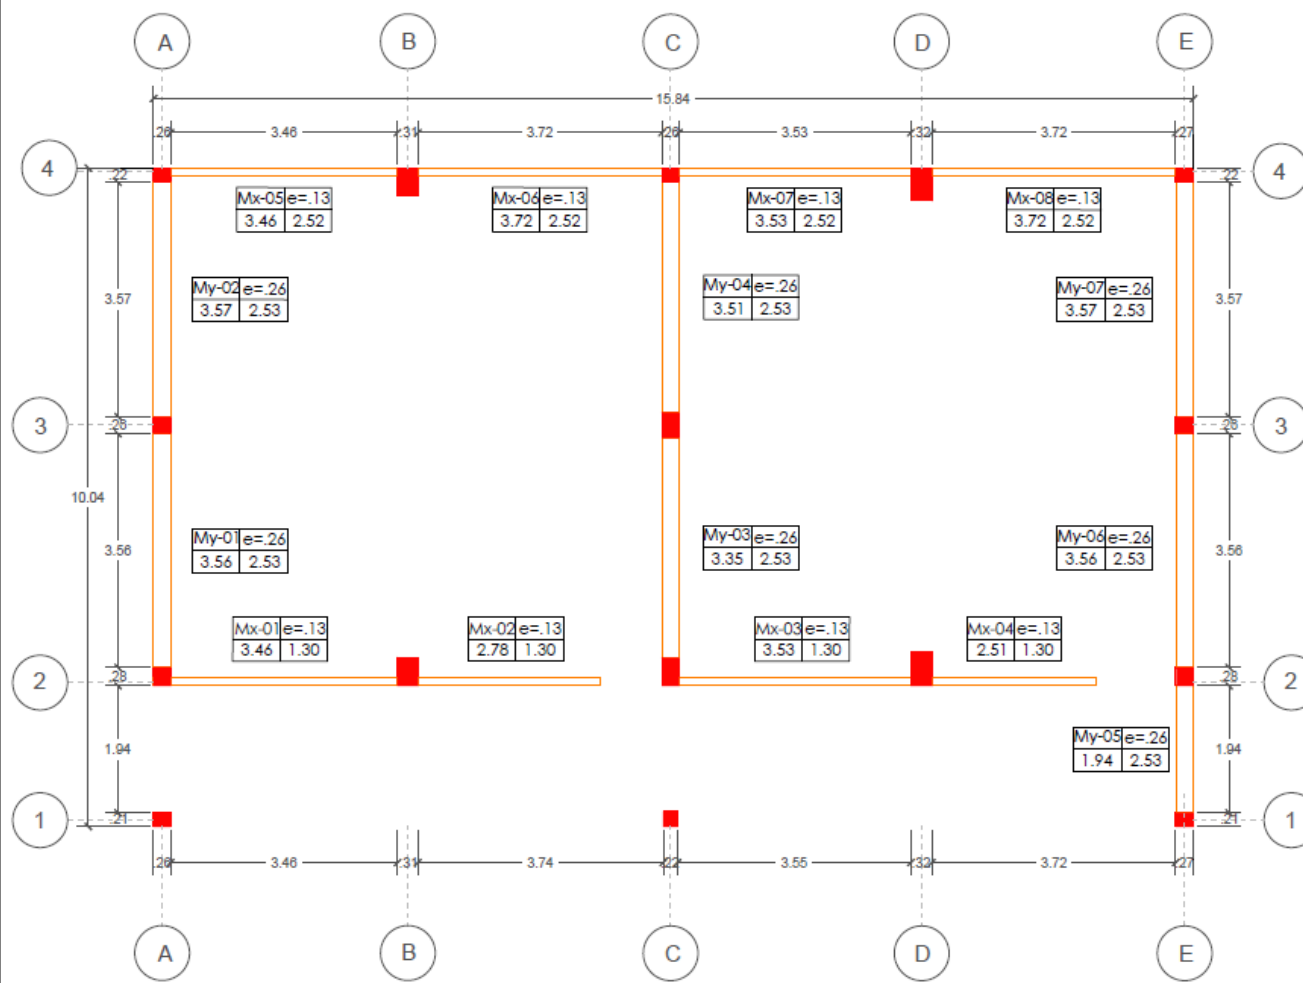 A B C D E
15.84
.26 3.46 .31 3.72 .26 3.53 .32 3.72 .27
4 4
.22 .22
Mx-05 e=.13 Mx-06 e=.13 Mx-07 e=.13 Mx-08 e=.13
3.46 2.52 3.72 2.52 3.53 2.52 3.72 2.52
My-02 e=.26 My-04 e=.26 My-07 e=.26
3.57 3.57
3.57 2.53 3.51 2.53 3.57 2.53
3 3
10.04
My-01 e=.26 My-03 e=.26 My-06 e=.26
3.56 3.56
3.56 2.53 3.35 2.53 3.56 2.53
Mx-01 e=.13 Mx-02 e=.13 Mx-03 e=.13 Mx-04 e=.13
3.46 1.30 2.78 1.30 3.53 1.30 2.51 1.30
.28 .28
2 2
My-05 e=.26
1.94 1.94
1.94 2.53
1 .21 .21 1
.26 3.46 .31 3.74 .22 3.55 .32 3.72 .27
A B C D E